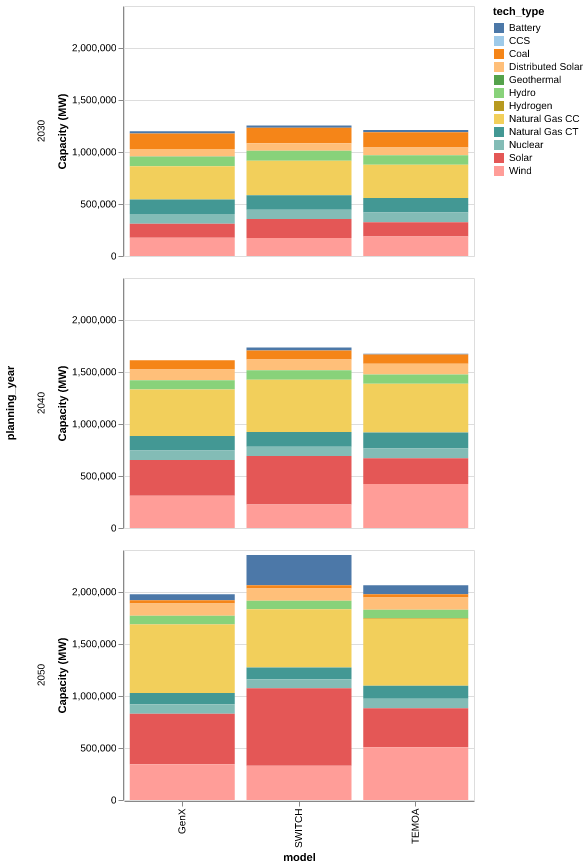 tech_type
Battery
CCS
Coal
Distributed Solar
Geothermal
Hydro
Hydrogen
Natural Gas CC
Natural Gas CT
Nuclear
Solar
Wind
planning_year
2030
Capacity (MW)
2,000,000
1,500,000
1,000,000
500,000
0
2040
Capacity (MW)
2,000,000
1,500,000
1,000,000
500,000
0
2050
Capacity (MW)
2,000,000
1,500,000
1,000,000
500,000
0
GenX
SWITCH
TEMOA
model